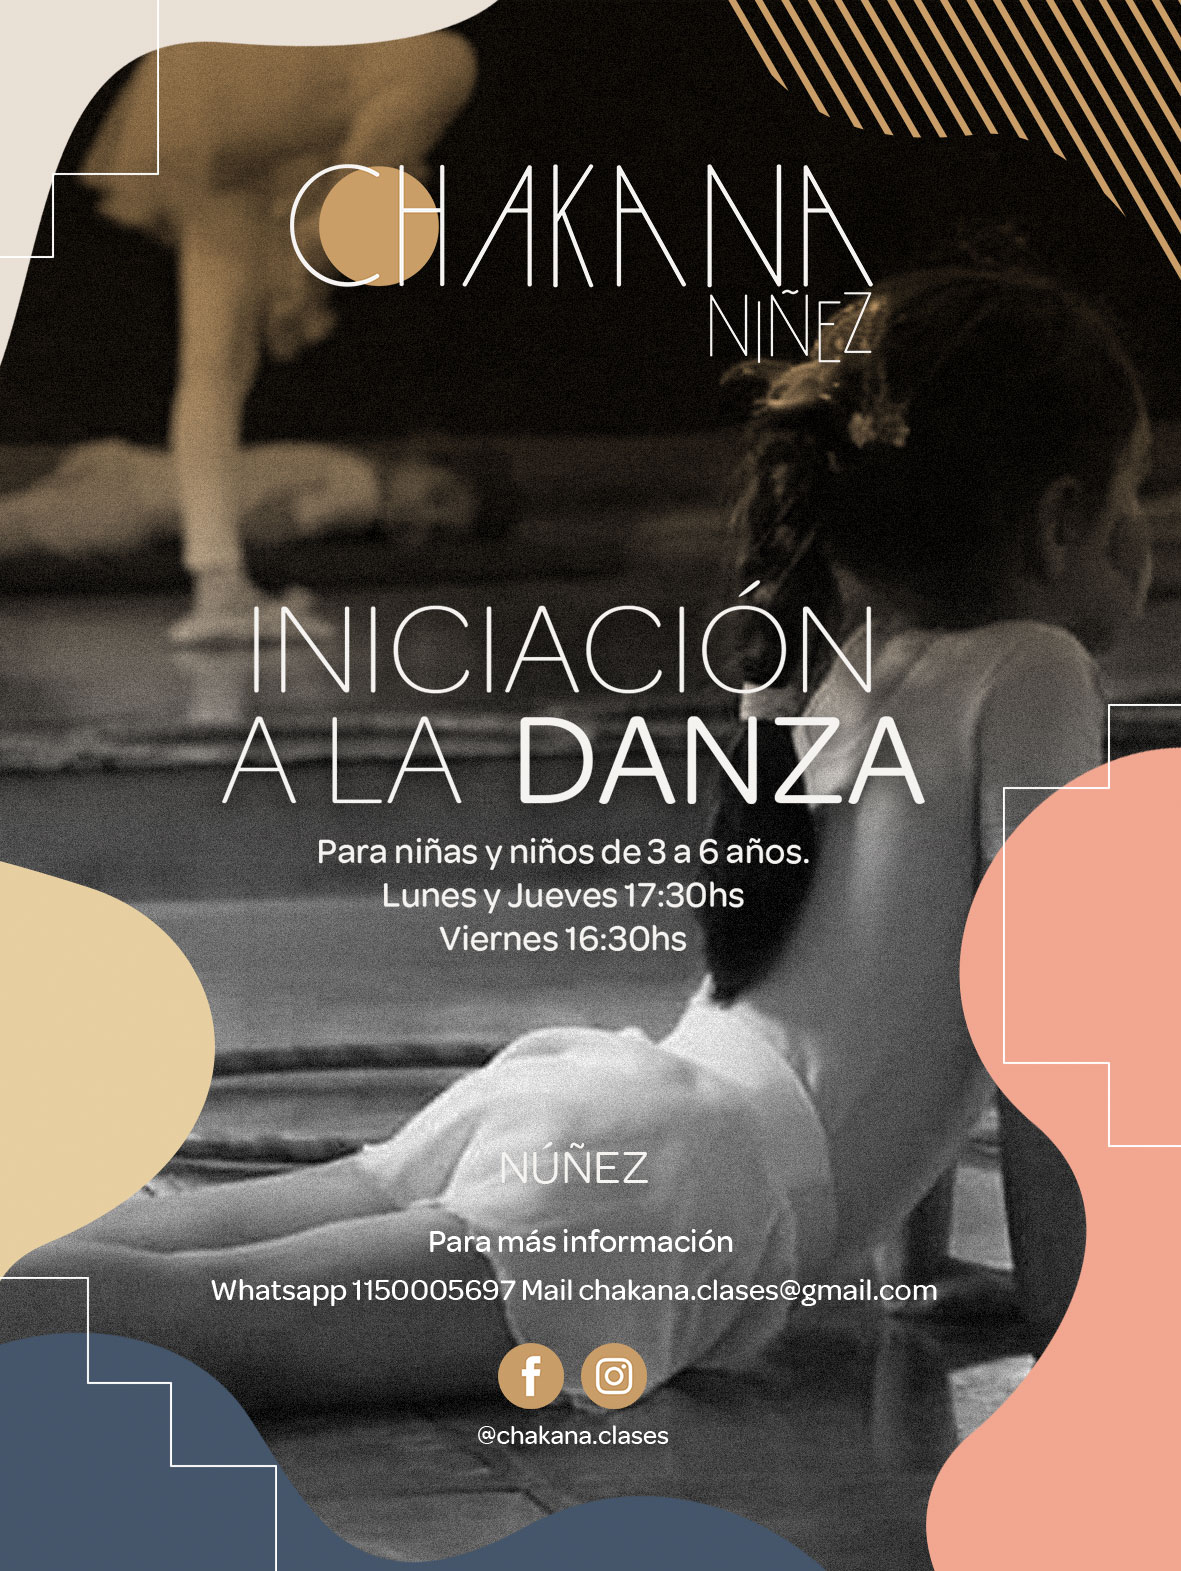 CHAKANA
NIÑEZ
INICIACIÓN
A LA DANZA
Para niñas y niños de 3 a 6 años.
Lunes y Jueves 17:30hs
Viernes 16:30hs
NÚÑEZ
Para más información
Whatsapp 1150005697 Mail chakana.clases@gmail.com
@chakana.clases